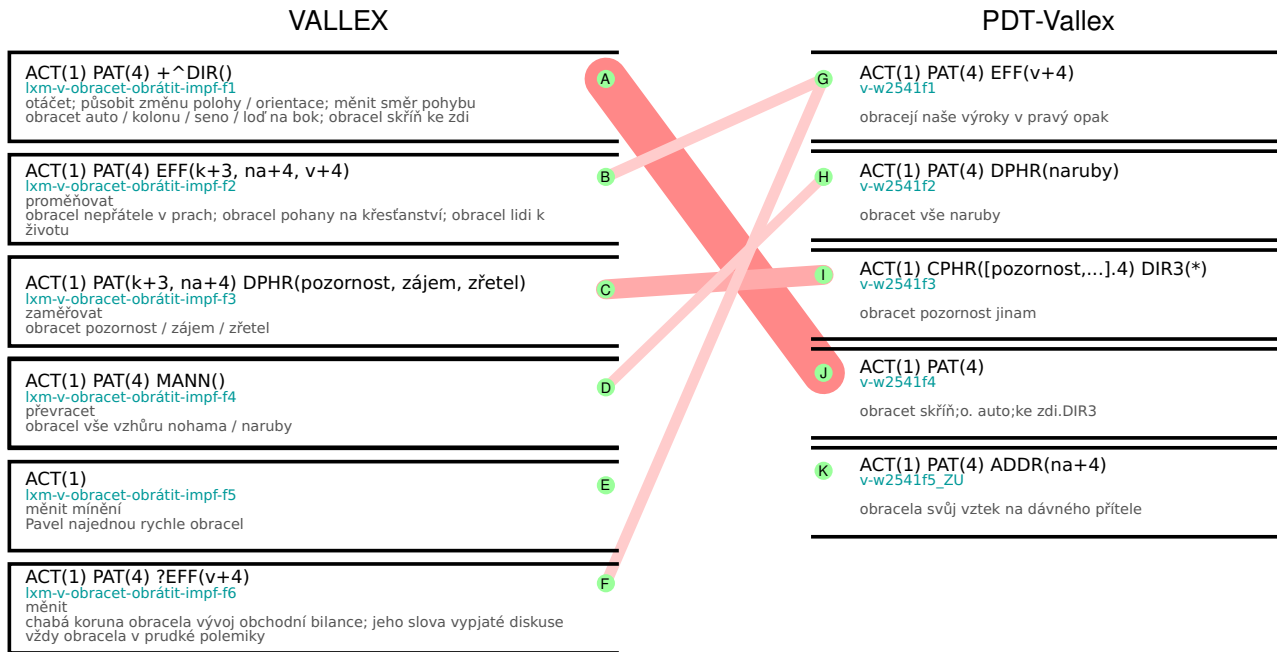 VALLEX
ACT(1) PAT(4) +^DIR()
lxm-v-obracet-obrátit-impf-f1
otáčet; působit změnu polohy / orientace; měnit směr pohybu
obracet auto / kolonu / seno / loď na bok; obracel skříň ke zdi
A
ACT(1) PAT(4) EFF(k+3, na+4, v+4)
lxm-v-obracet-obrátit-impf-f2
proměňovat
obracel nepřátele v prach; obracel pohany na křesťanství; obracel lidi k
životu
B
ACT(1) PAT(k+3, na+4) DPHR(pozornost, zájem, zřetel)
lxm-v-obracet-obrátit-impf-f3
zaměřovat
obracet pozornost / zájem / zřetel
C
ACT(1) PAT(4) MANN()
lxm-v-obracet-obrátit-impf-f4
převracet
obracel vše vzhůru nohama / naruby
D
ACT(1)
lxm-v-obracet-obrátit-impf-f5
měnit mínění
Pavel najednou rychle obracel
E
ACT(1) PAT(4) ?EFF(v+4)
lxm-v-obracet-obrátit-impf-f6
měnit
chabá koruna obracela vývoj obchodní bilance; jeho slova vypjaté diskuse
vždy obracela v prudké polemiky
F
PDT-Vallex
G
ACT(1) PAT(4) EFF(v+4)
v-w2541f1
obracejí naše výroky v pravý opak
H
ACT(1) PAT(4) DPHR(naruby)
v-w2541f2
obracet vše naruby
I
ACT(1) CPHR([pozornost,...].4) DIR3(*)
v-w2541f3
obracet pozornost jinam
J
ACT(1) PAT(4)
v-w2541f4
obracet skříň;o. auto;ke zdi.DIR3
K
ACT(1) PAT(4) ADDR(na+4)
v-w2541f5_ZU
obracela svůj vztek na dávného přítele